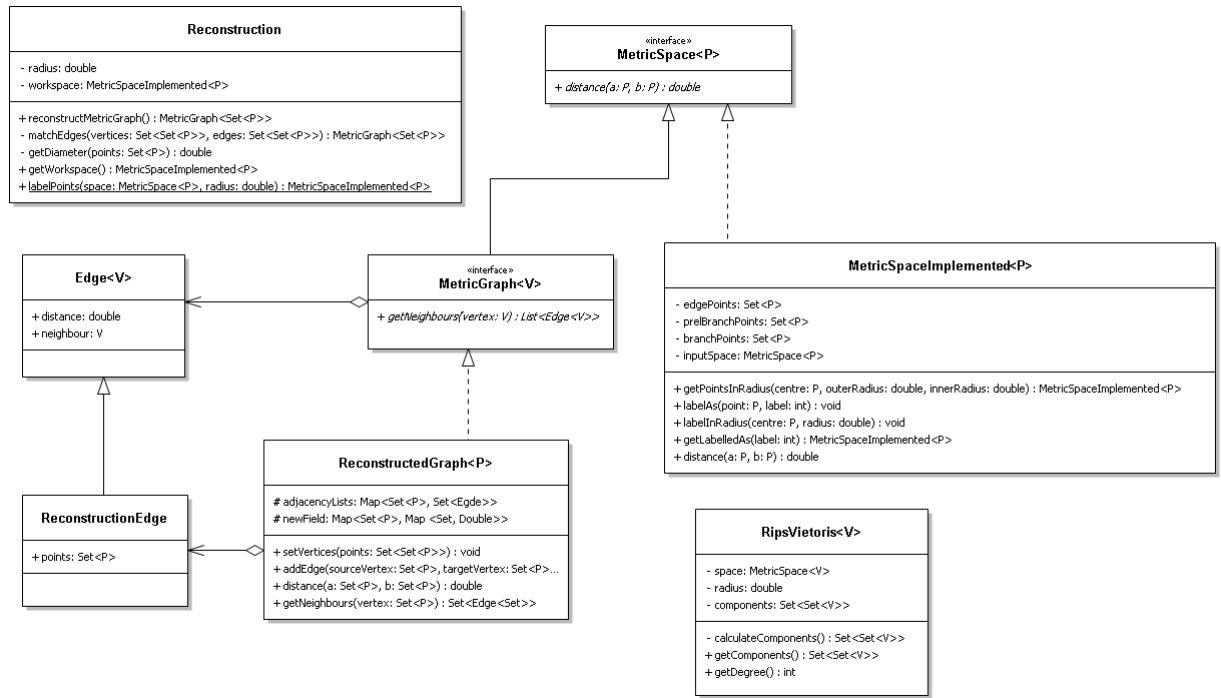 Reconstruction
- radius: double
- workspace: MetricSpaceImplemented<P>
+ reconstructMetricGraph() : MetricGraph<Set<P>>
- matchEdges(vertices: Set<Set<P>>, edges: Set<Set<P>>) : MetricGraph<Set<P>>
- getDiameter(points: Set<P>) : double
+ getWorkspace() : MetricSpaceImplemented<P>
+ labelPoints(space: MetricSpace<P>, radius: double) : MetricSpaceImplemented<P>
«interface»
MetricSpace<P>
+ distance(a: P, b: P) : double
Edge<V>
+ distance: double
+ neighbour: V
«interface»
MetricGraph<V>
+ getNeighbours(vertex: V) : List<Edge<V>>
MetricSpaceImplemented<P>
- edgePoints: Set<P>
- prelBranchPoints: Set<P>
- branchPoints: Set<P>
- inputSpace: MetricSpace<P>
+ getPointsInRadius(centre: P, outerRadius: double, innerRadius: double) : MetricSpaceImplemented<P>
+ labelAs(point: P, label: int) : void
+ labelInRadius(centre: P, radius: double) : void
+ getLabelledAs(label: int) : MetricSpaceImplemented<P>
+ distance(a: P, b: P) : double
ReconstructionEdge
+ points: Set<P>
ReconstructedGraph<P>
# adjacencyLists: Map<Set<P>, Set<Egde>>
# newField: Map<Set<P>, Map <Set, Double>>
+ setVertices(points: Set<Set<P>>) : void
+ addEdge(sourceVertex: Set<P>, targetVertex: Set<P>...
+ distance(a: Set<P>, b: Set<P>) : double
+ getNeighbours(vertex: Set<P>) : Set<Edge<Set>>
RipsVietoris<V>
- space: MetricSpace<V>
- radius: double
- components: Set<Set<V>>
- calculateComponents() : Set<Set<V>>
+ getComponents() : Set<Set<V>>
+ getDegree() : int